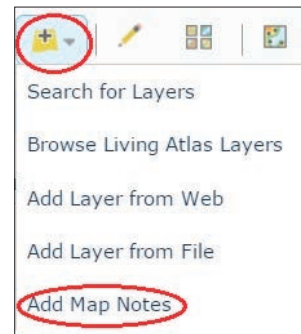 Search for Layers
Browse Living Atlas Layers
Add Layer from Web
Add Layer from File
Add Map Notes